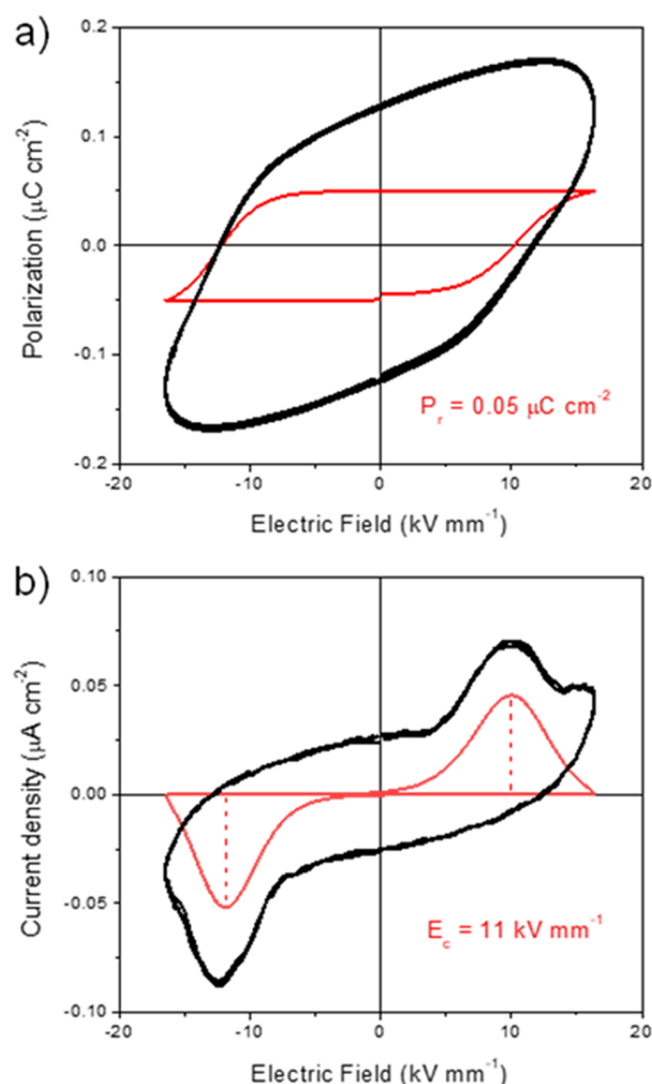 a)
Polarization (μC cm⁻²)
0.2
0.1
0.0
-0.1
-0.2
P_r = 0.05 μC cm⁻²
-20 -10 0 10 20
Electric Field (kV mm⁻¹)
b)
Current density (μA cm⁻²)
0.10
0.05
0.00
-0.05
-0.10
E_c = 11 kV mm⁻¹
-20 -10 0 10 20
Electric Field (kV mm⁻¹)